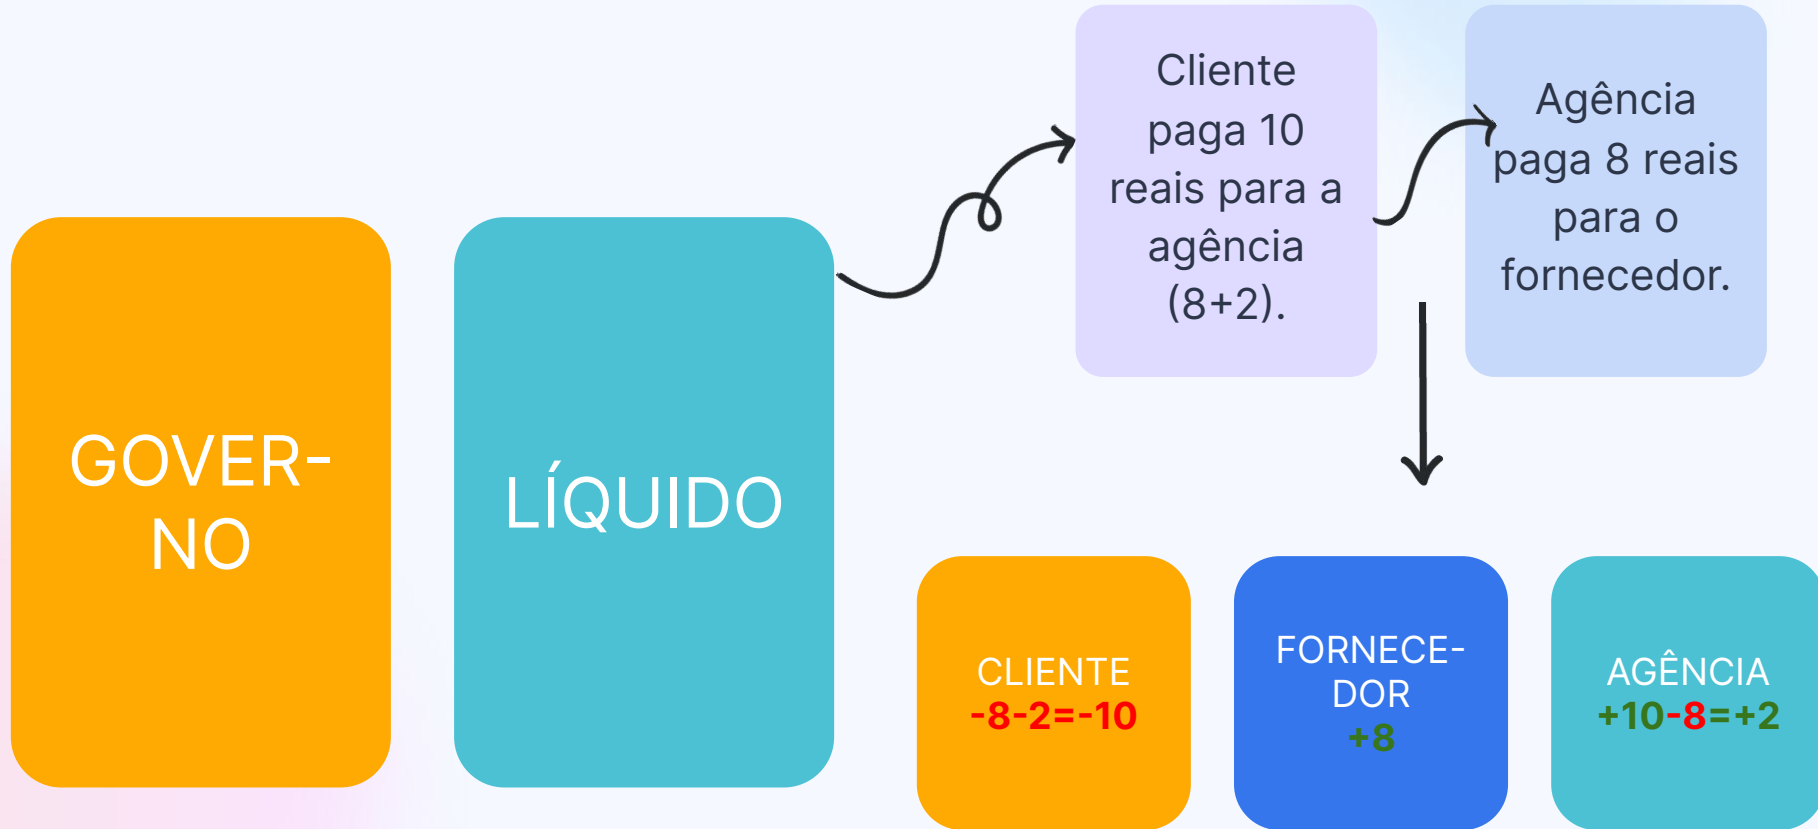 GOVER-
NO
LÍQUIDO
Cliente
paga 10
reais para a
agência
(8+2).
Agência
paga 8 reais
para o
fornecedor.
CLIENTE
-8-2=-10
FORNECE-
DOR
+8
AGÊNCIA
+10-8=+2